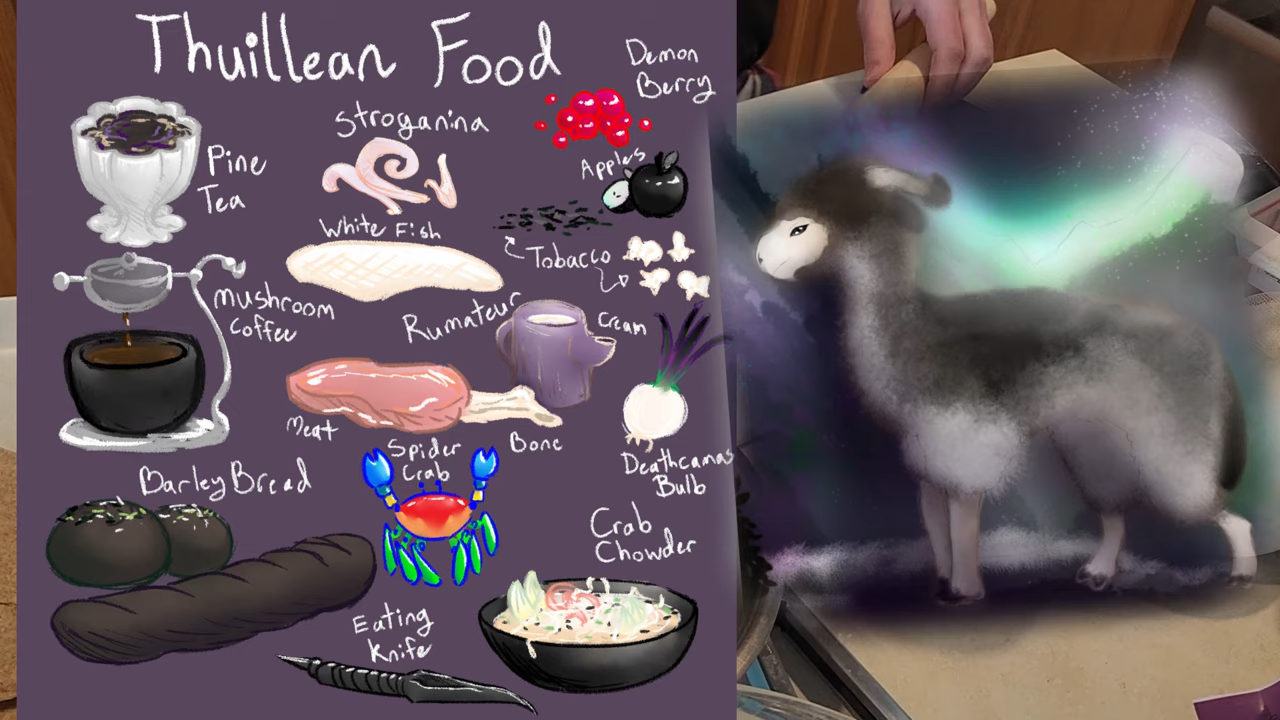 Thuillean Food
Demon
Berry
Stroganina
Pine
Tea
Apples
White Fish
Tobacco
Mushroom
Coffee
Rumateur
Cream
Meat
Bone
Spider
Crab
Deathcamas
Bulb
Barley Bread
Crab
Chowder
Eating
Knife